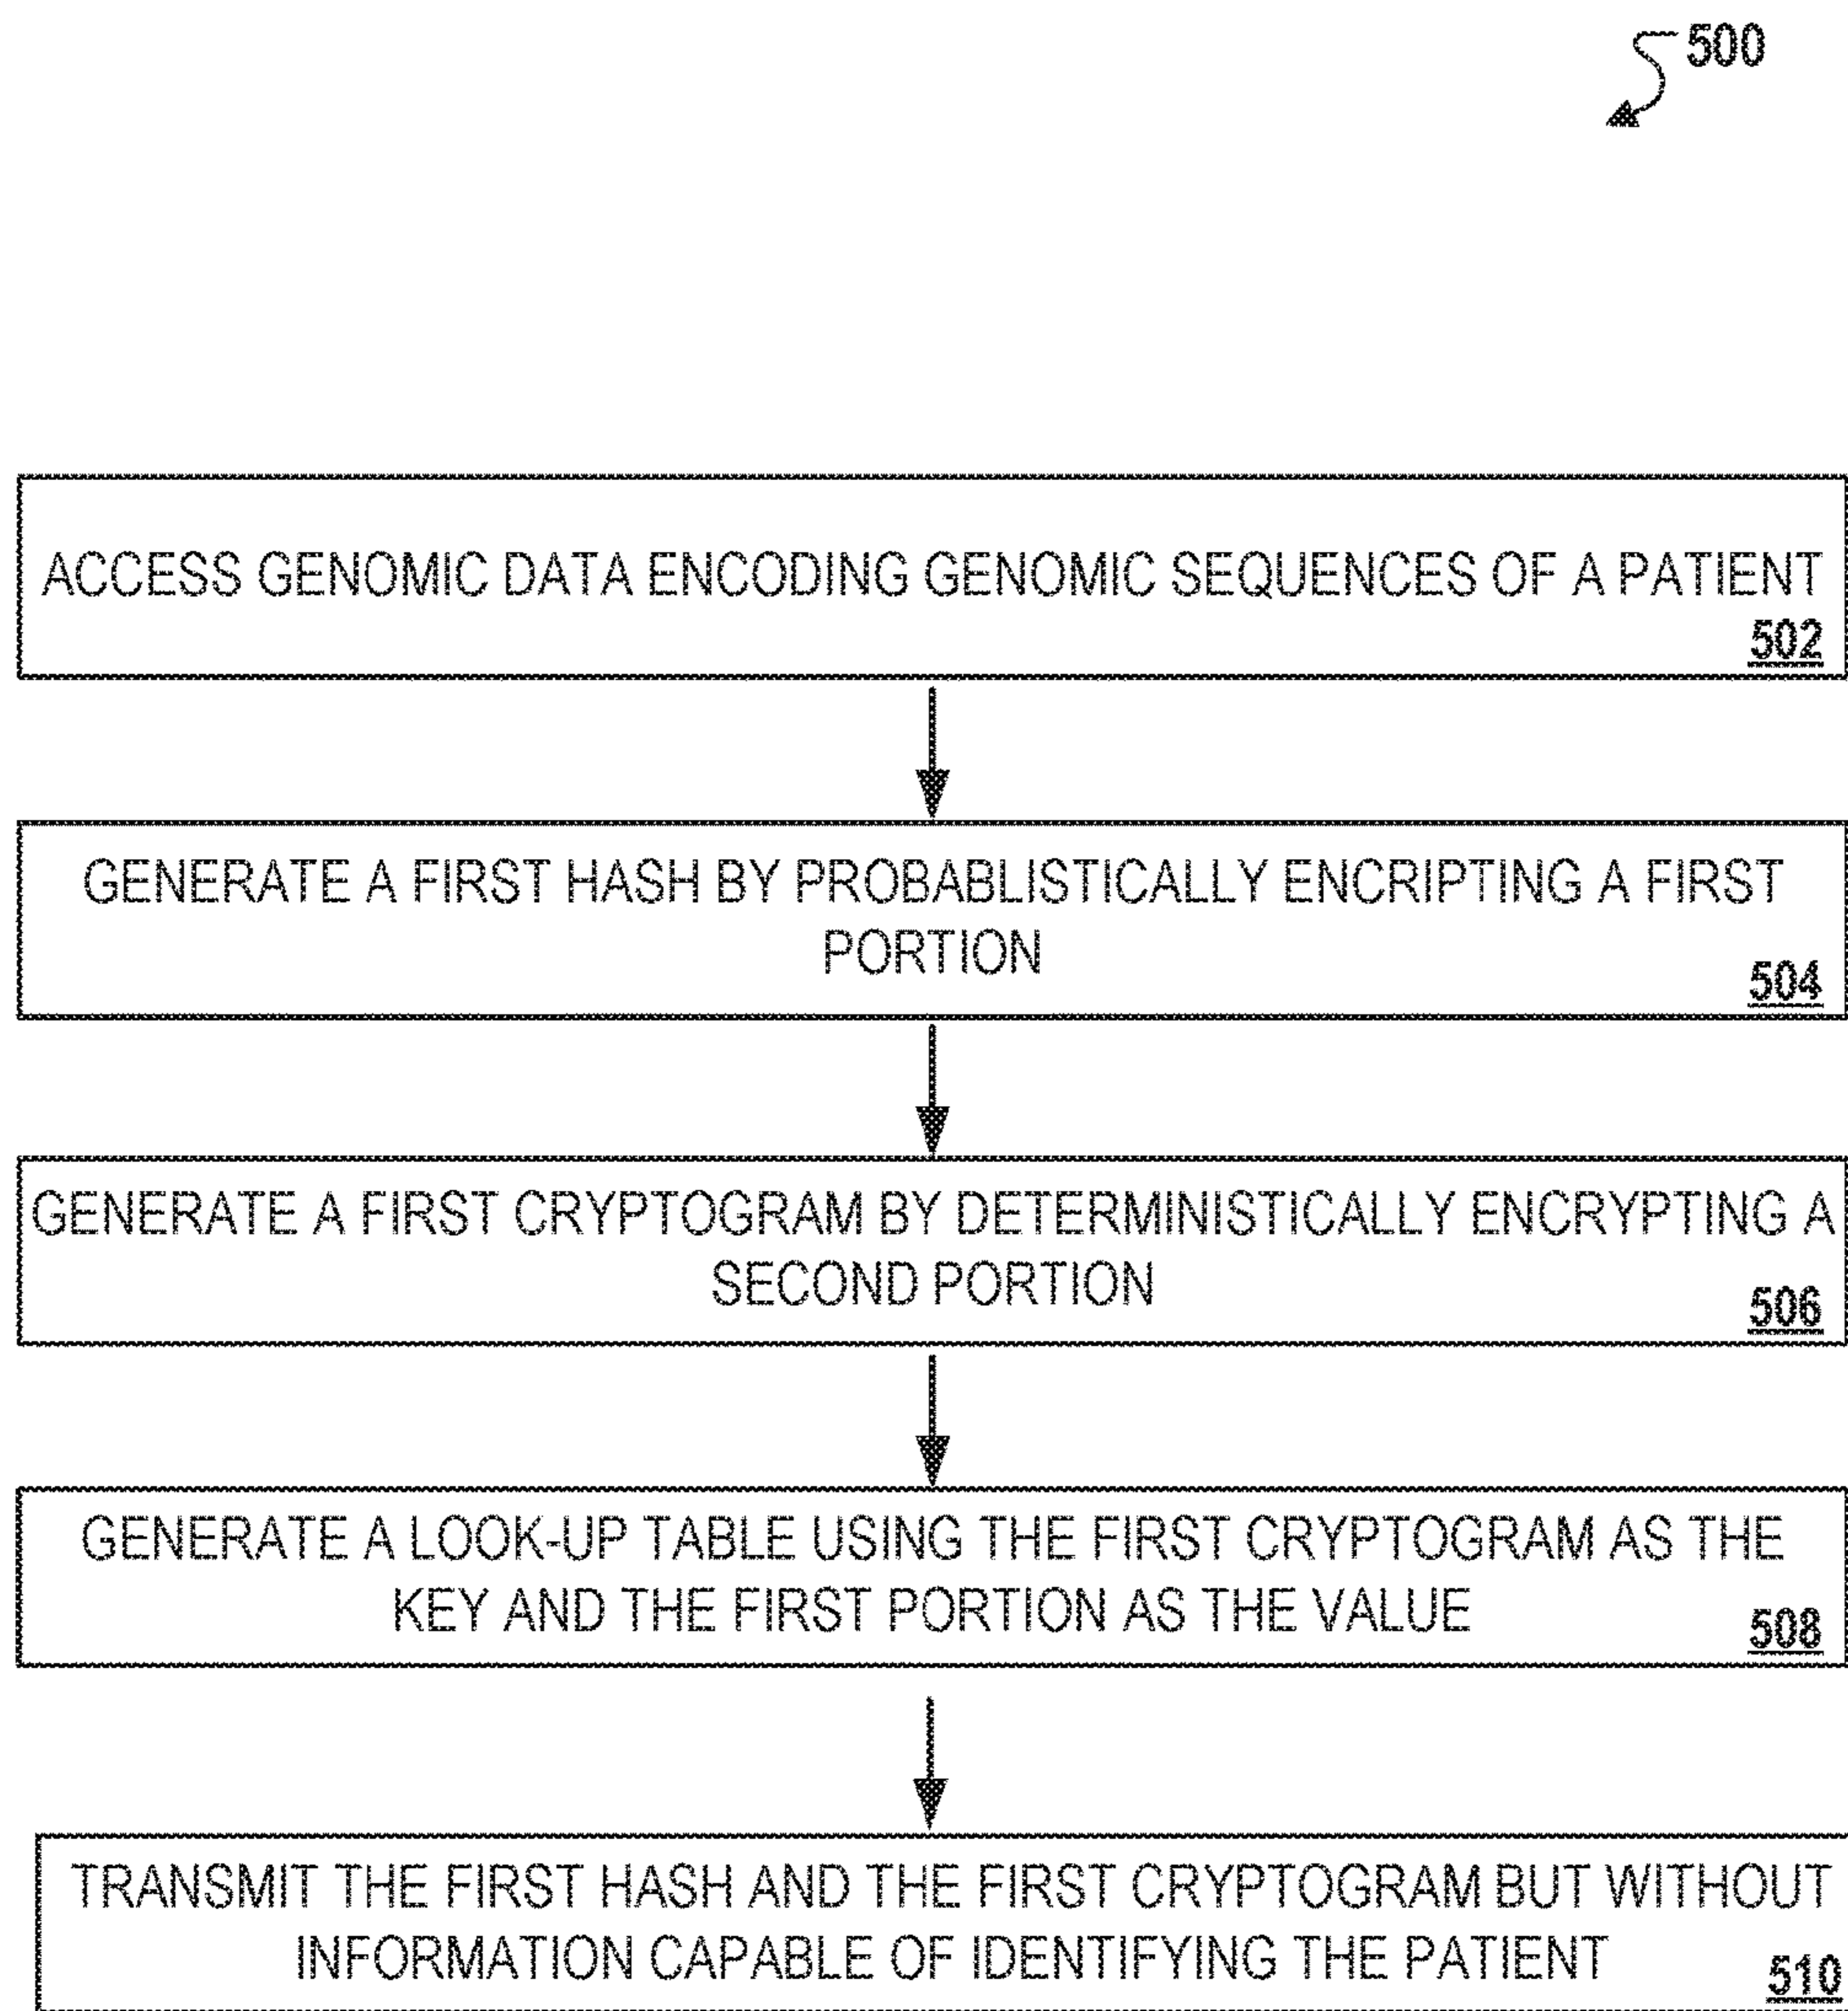 500
ACCESS GENOMIC DATA ENCODING GENOMIC SEQUENCES OF A PATIENT
502
GENERATE A FIRST HASH BY PROBABLISTICALLY ENCRIPTING A FIRST
PORTION
504
GENERATE A FIRST CRYPTOGRAM BY DETERMINISTICALLY ENCRYPTING A
SECOND PORTION
506
GENERATE A LOOK-UP TABLE USING THE FIRST CRYPTOGRAM AS THE
KEY AND THE FIRST PORTION AS THE VALUE
508
TRANSMIT THE FIRST HASH AND THE FIRST CRYPTOGRAM BUT WITHOUT
INFORMATION CAPABLE OF IDENTIFYING THE PATIENT
510